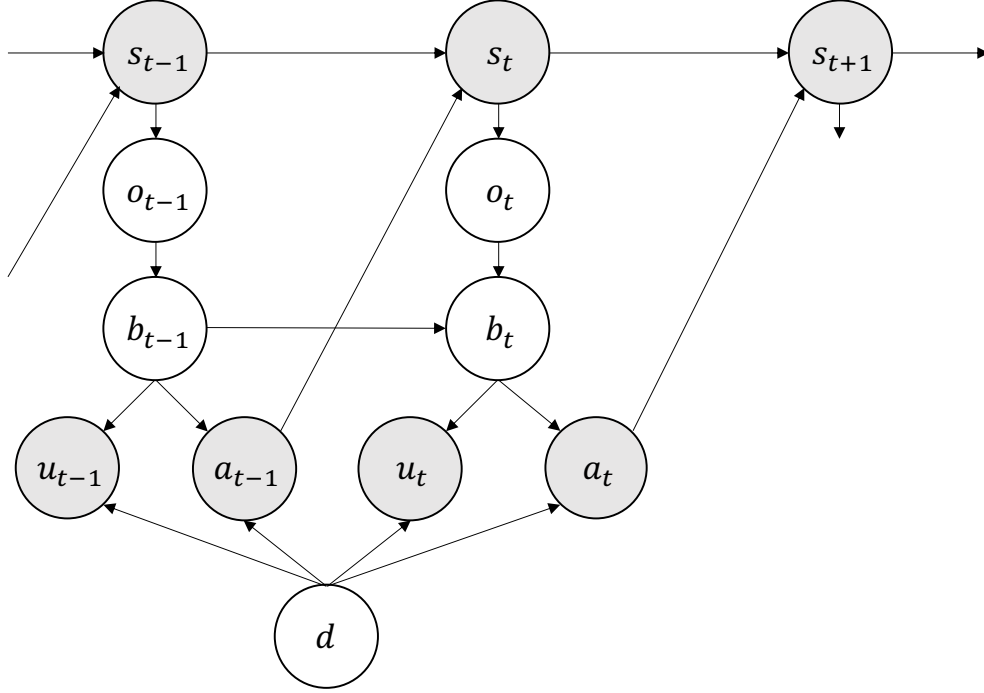 s_{t−1} s_t s_{t+1}
o_{t−1} o_t
b_{t−1} b_t
u_{t−1} a_{t−1} u_t a_t
d